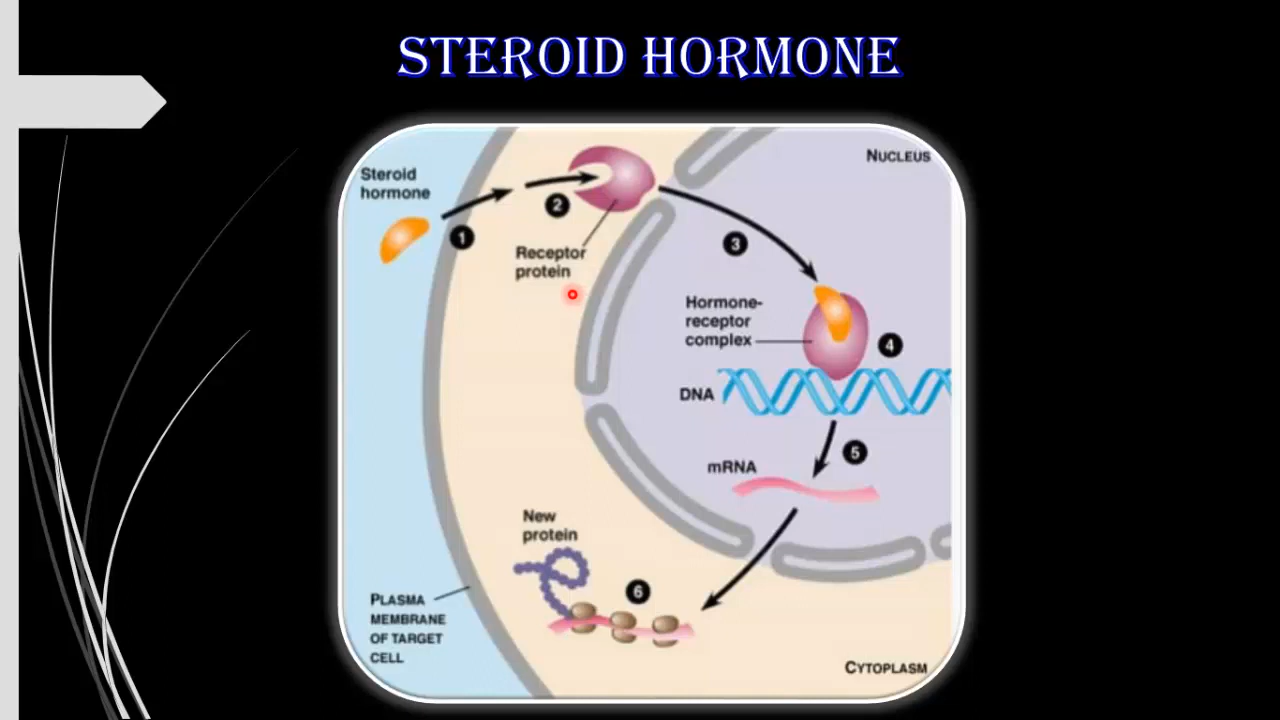 STEROID HORMONE
NUCLEUS
Steroid
hormone
1
2
3
Receptor
protein
Hormone-
receptor
complex
4
DNA
5
mRNA
New
protein
6
PLASMA
MEMBRANE
OF TARGET
CELL
CYTOPLASM